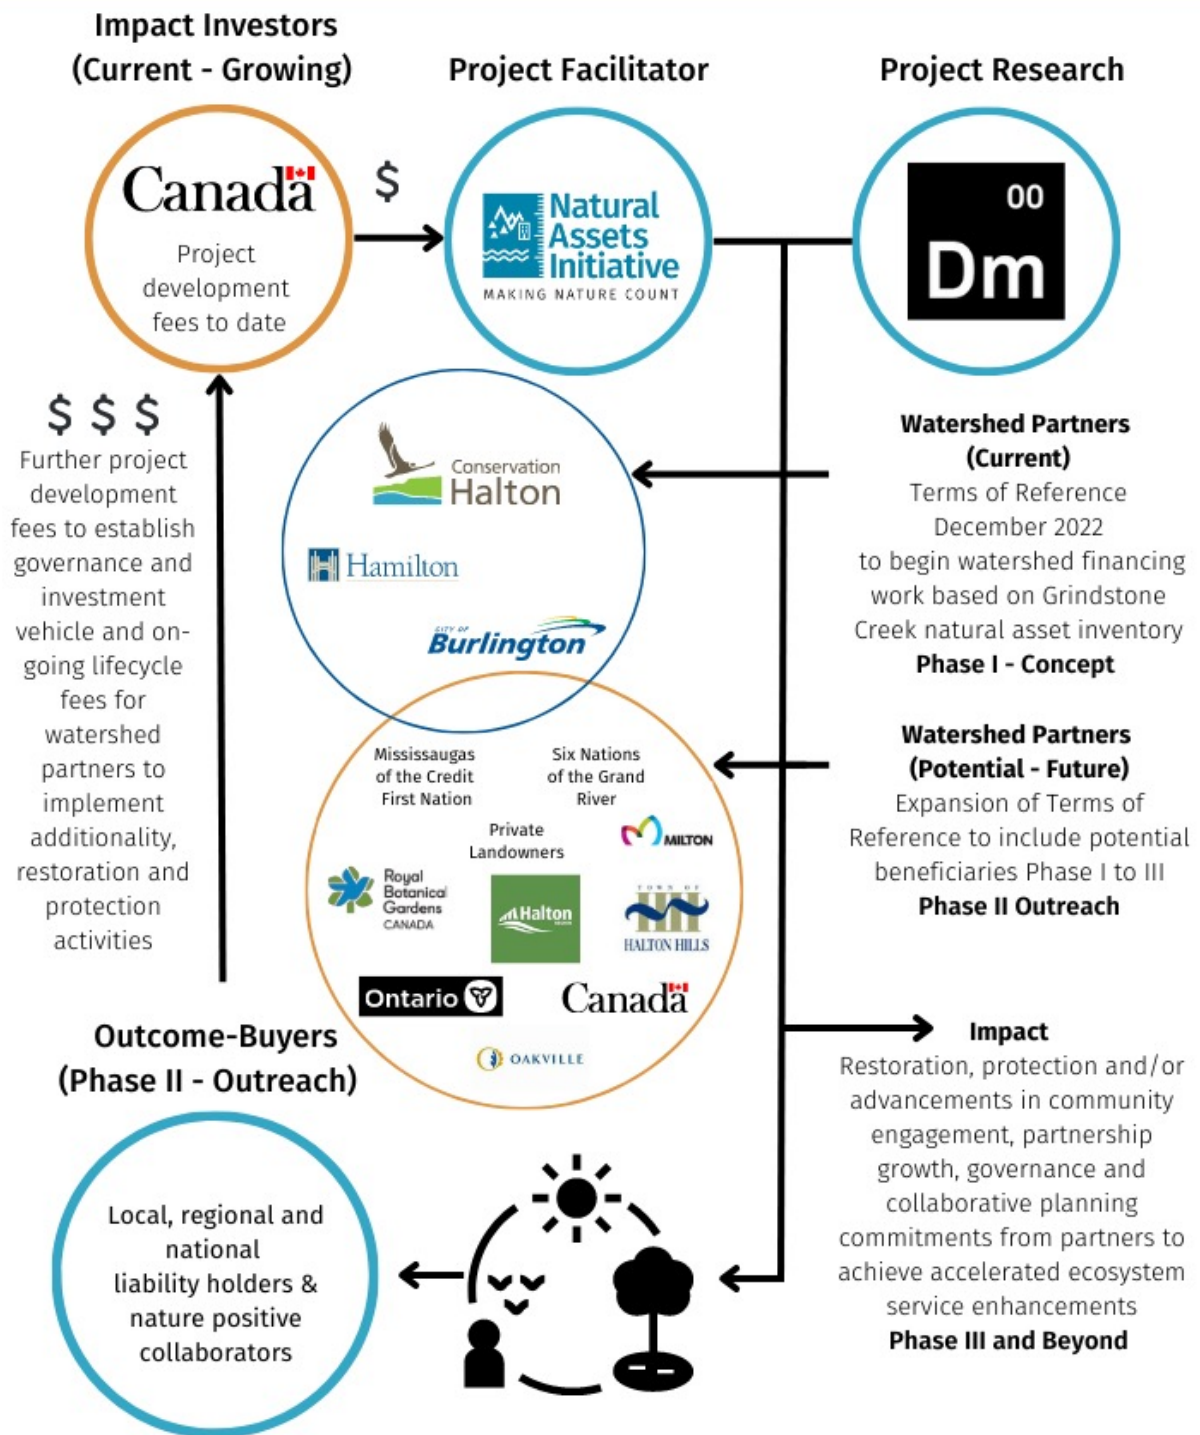 Impact Investors
(Current - Growing)
Project Facilitator
Project Research
Canada
Project
development
fees to date
$
Natural
Assets
Initiative
MAKING NATURE COUNT
00
Dm
$ $ $
Further project
development
fees to establish
governance and
investment
vehicle and on-
going lifecycle
fees for
watershed
partners to
implement
additionality,
restoration and
protection
activities
Conservation
Halton
Hamilton
CITY OF
Burlington
Watershed Partners
(Current)
Terms of Reference
December 2022
to begin watershed financing
work based on Grindstone
Creek natural asset inventory
Phase I - Concept
Mississaugas
of the Credit
First Nation
Six Nations
of the Grand
River
Private
Landowners
MILTON
Royal
Botanical
Gardens
CANADA
Halton
TOWN OF
HALTON HILLS
Ontario
Canada
OAKVILLE
Watershed Partners
(Potential - Future)
Expansion of Terms of
Reference to include potential
beneficiaries Phase I to III
Phase II Outreach
Outcome-Buyers
(Phase II - Outreach)
Local, regional and
national
liability holders &
nature positive
collaborators
Impact
Restoration, protection and/or
advancements in community
engagement, partnership
growth, governance and
collaborative planning
commitments from partners to
achieve accelerated ecosystem
service enhancements
Phase III and Beyond